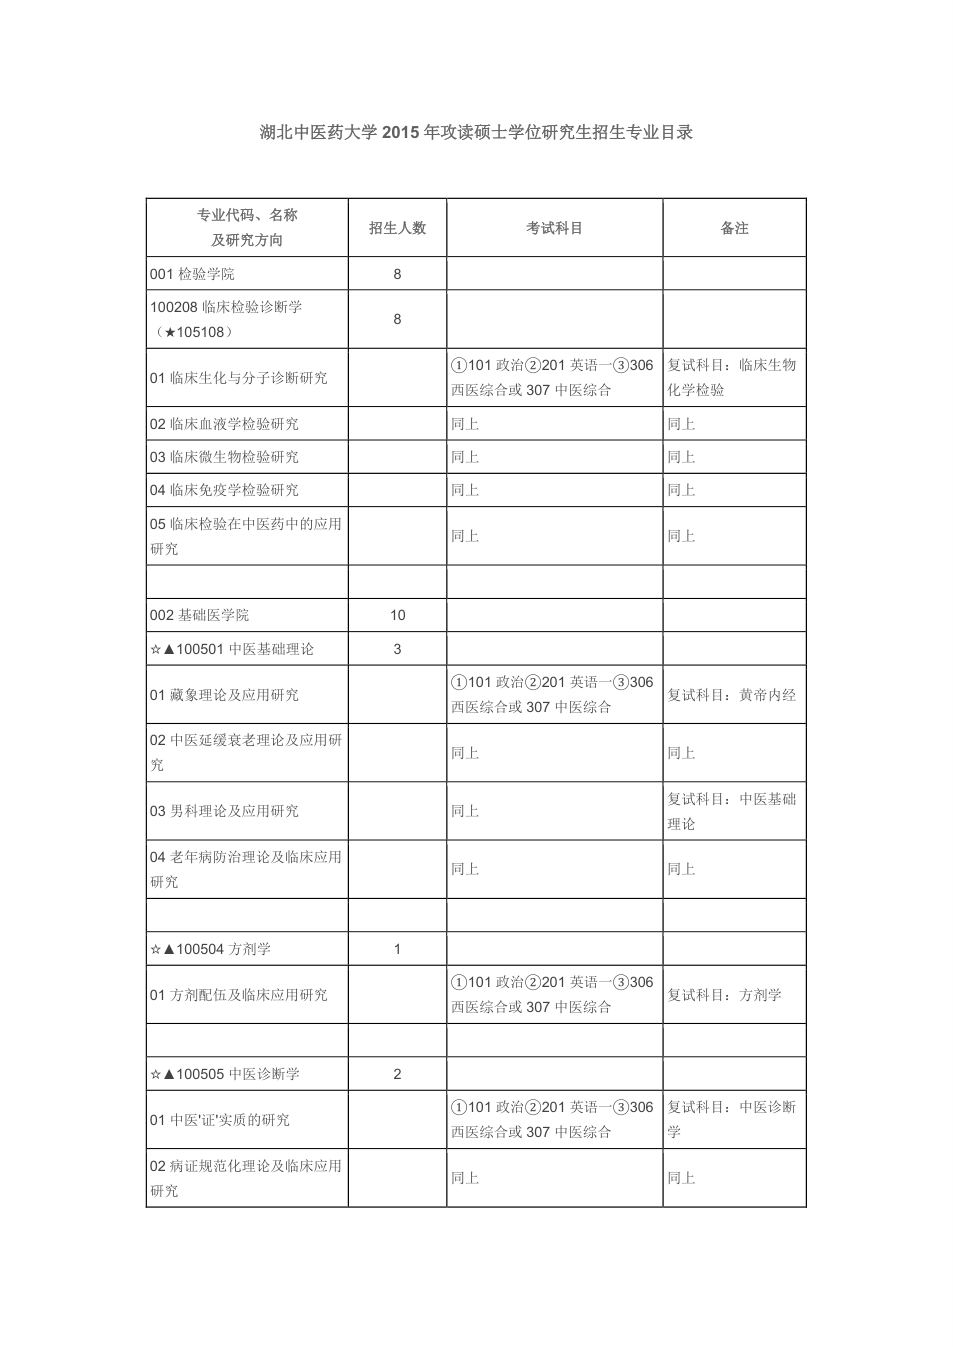 湖北中医药大学 2015 年攻读硕士学位研究生招生专业目录
专业代码、名称
及研究方向
招生人数
考试科目
备注
001 检验学院
8
100208 临床检验诊断学
（★105108）
8
01 临床生化与分子诊断研究
①101 政治②201 英语一③306
西医综合或 307 中医综合
复试科目：临床生物
化学检验
02 临床血液学检验研究
同上
同上
03 临床微生物检验研究
同上
同上
04 临床免疫学检验研究
同上
同上
05 临床检验在中医药中的应用
研究
同上
同上
002 基础医学院
10
☆▲100501 中医基础理论
3
01 藏象理论及应用研究
①101 政治②201 英语一③306
西医综合或 307 中医综合
复试科目：黄帝内经
02 中医延缓衰老理论及应用研
究
同上
同上
03 男科理论及应用研究
同上
复试科目：中医基础
理论
04 老年病防治理论及临床应用
研究
同上
同上
☆▲100504 方剂学
1
01 方剂配伍及临床应用研究
①101 政治②201 英语一③306
西医综合或 307 中医综合
复试科目：方剂学
☆▲100505 中医诊断学
2
01 中医'证'实质的研究
①101 政治②201 英语一③306
西医综合或 307 中医综合
复试科目：中医诊断
学
02 病证规范化理论及临床应用
研究
同上
同上